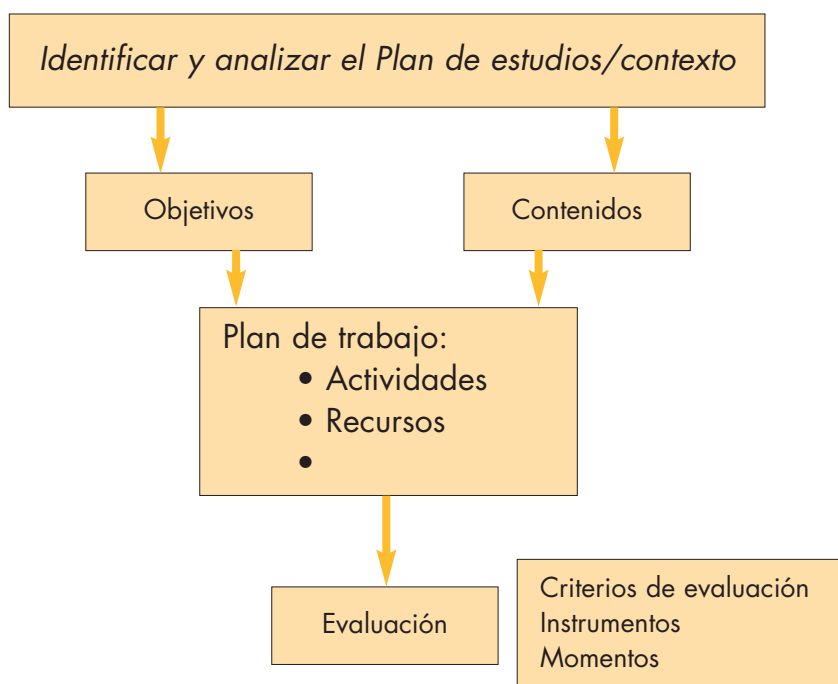 Identificar y analizar el Plan de estudios/contexto
Objetivos
Contenidos
Plan de trabajo:
• Actividades
• Recursos
•
Evaluación
Criterios de evaluación
Instrumentos
Momentos